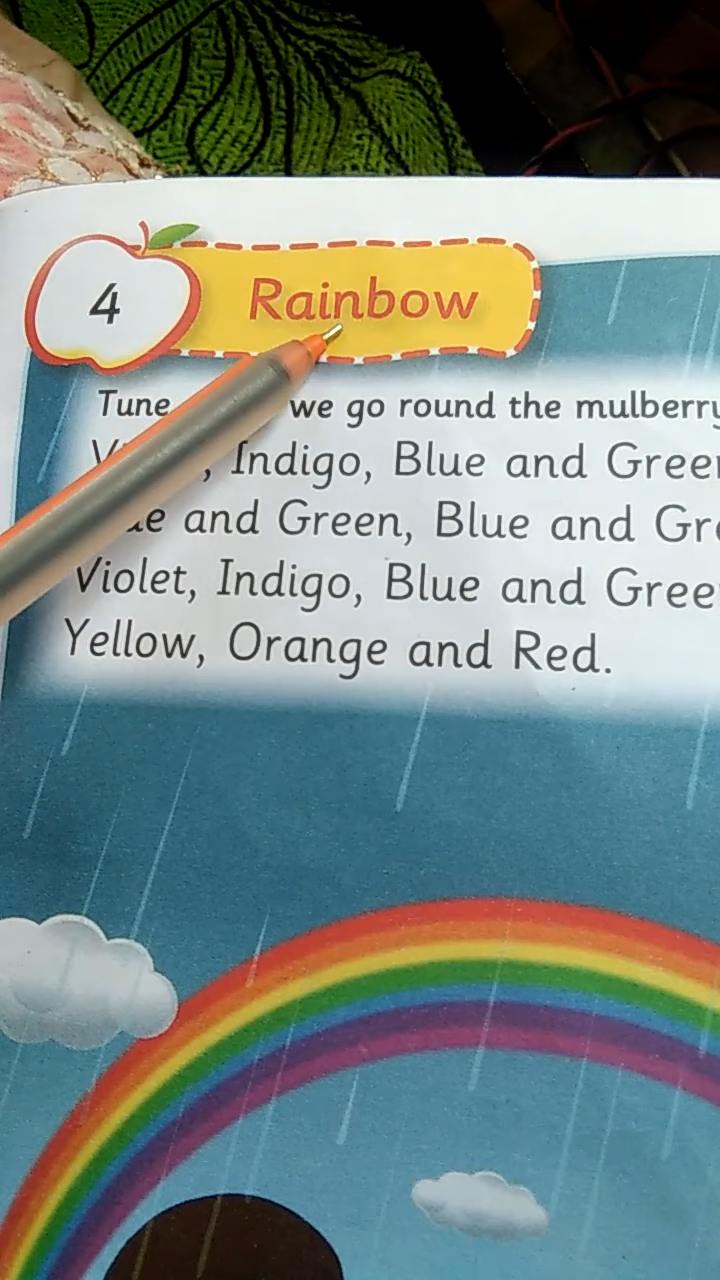 4
Rainbow
Tune we go round the mulberry
Indigo, Blue and Green
and Green, Blue and
Violet, Indigo, Blue and Gree
Yellow, Orange and Red.